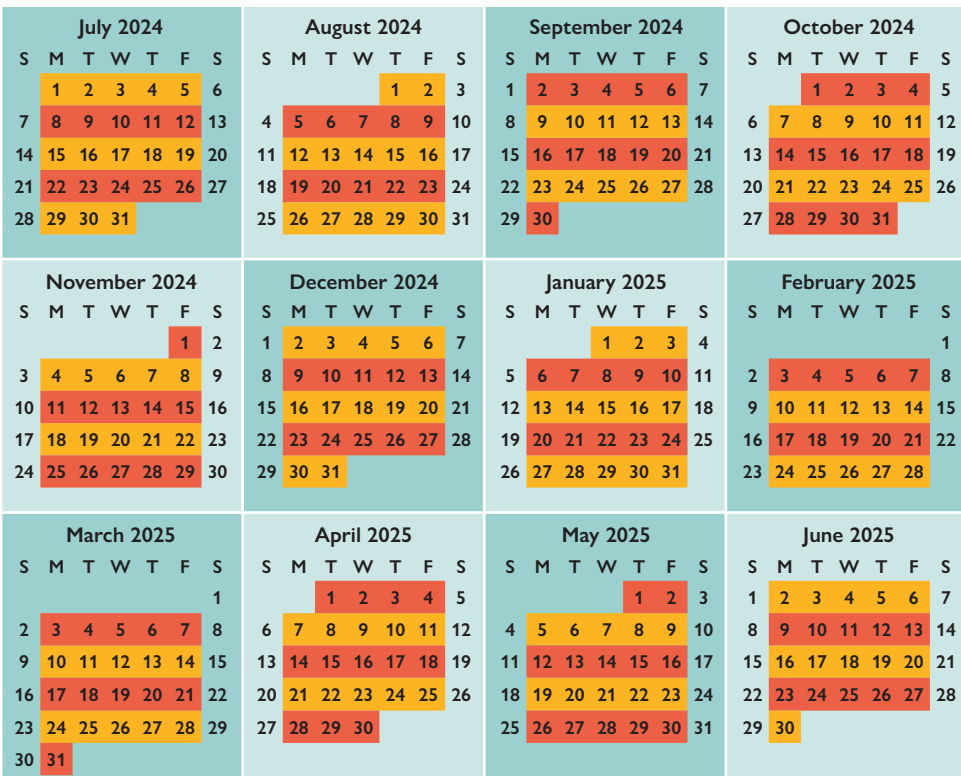 July 2024
S M T W T F S
1 2 3 4 5 6
7 8 9 10 11 12 13
14 15 16 17 18 19 20
21 22 23 24 25 26 27
28 29 30 31
August 2024
S M T W T F S
1 2 3
4 5 6 7 8 9 10
11 12 13 14 15 16 17
18 19 20 21 22 23 24
25 26 27 28 29 30 31
September 2024
S M T W T F S
1 2 3 4 5 6 7
8 9 10 11 12 13 14
15 16 17 18 19 20 21
22 23 24 25 26 27 28
29 30
October 2024
S M T W T F S
1 2 3 4 5
6 7 8 9 10 11 12
13 14 15 16 17 18 19
20 21 22 23 24 25 26
27 28 29 30 31
November 2024
S M T W T F S
1 2
3 4 5 6 7 8 9
10 11 12 13 14 15 16
17 18 19 20 21 22 23
24 25 26 27 28 29 30
December 2024
S M T W T F S
1 2 3 4 5 6 7
8 9 10 11 12 13 14
15 16 17 18 19 20 21
22 23 24 25 26 27 28
29 30 31
January 2025
S M T W T F S
1 2 3 4
5 6 7 8 9 10 11
12 13 14 15 16 17 18
19 20 21 22 23 24 25
26 27 28 29 30 31
February 2025
S M T W T F S
1
2 3 4 5 6 7 8
9 10 11 12 13 14 15
16 17 18 19 20 21 22
23 24 25 26 27 28
March 2025
S M T W T F S
1
2 3 4 5 6 7 8
9 10 11 12 13 14 15
16 17 18 19 20 21 22
23 24 25 26 27 28 29
30 31
April 2025
S M T W T F S
1 2 3 4 5
6 7 8 9 10 11 12
13 14 15 16 17 18 19
20 21 22 23 24 25 26
27 28 29 30
May 2025
S M T W T F S
1 2 3
4 5 6 7 8 9 10
11 12 13 14 15 16 17
18 19 20 21 22 23 24
25 26 27 28 29 30 31
June 2025
S M T W T F S
1 2 3 4 5 6 7
8 9 10 11 12 13 14
15 16 17 18 19 20 21
22 23 24 25 26 27 28
29 30